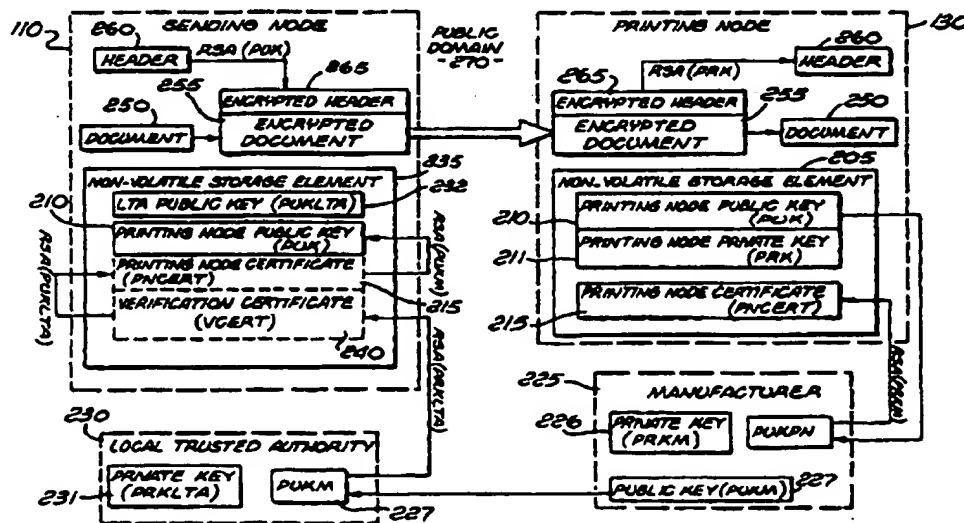 SENDING NODE
110
260
HEADER
RSA (PUK)
265
255
250
DOCUMENT
ENCRYPTED HEADER
ENCRYPTED
DOCUMENT
235
NON-VOLATILE STORAGE ELEMENT
232
LTA PUBLIC KEY (PUKLTA)
210
PRINTING NODE PUBLIC KEY
(PUK)
PRINTING NODE CERTIFICATE
(PNCERT)
215
VERIFICATION CERTIFICATE
(VCERT)
240
RSA(PUKLTA)
RSA(PUKM)
RSA(PRKLTA)
PUBLIC
DOMAIN
-270-
PRINTING NODE
130
260
HEADER
RSA (PRK)
265
255
250
ENCRYPTED HEADER
ENCRYPTED
DOCUMENT
DOCUMENT
205
NON-VOLATILE STORAGE ELEMENT
210
PRINTING NODE PUBLIC KEY
(PUK)
211
PRINTING NODE PRIVATE KEY
(PRK)
215
PRINTING NODE CERTIFICATE
(PNCERT)
RSA(PRKM)
230
LOCAL TRUSTED AUTHORITY
231
PRIVATE KEY
(PRKLTA)
PUKM
227
225
MANUFACTURER
226
PRIVATE KEY
(PRKM)
PUKPN
PUBLIC KEY (PUKM)
227